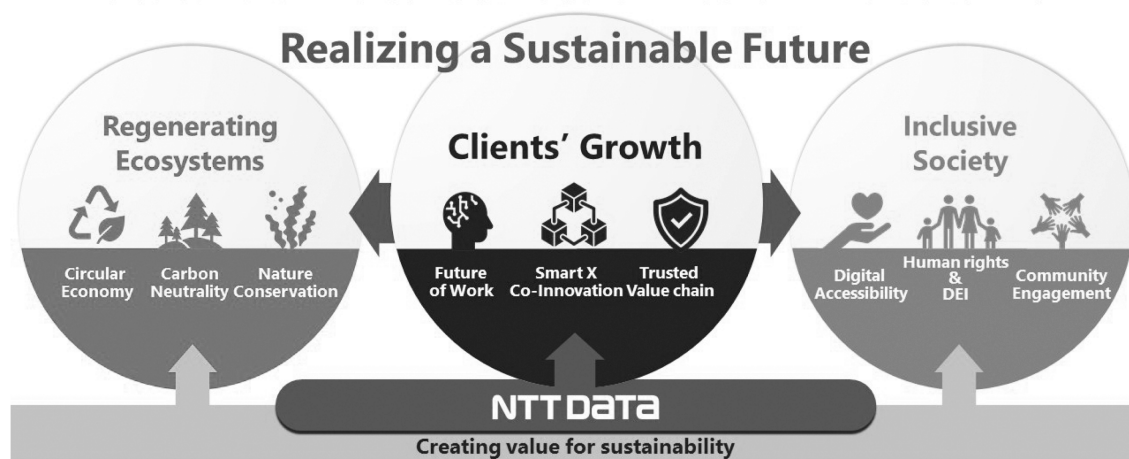 Realizing a Sustainable Future
Regenerating
Ecosystems
Circular
Economy
Carbon
Neutrality
Nature
Conservation
Clients’ Growth
Future
of Work
Smart X
Co-Innovation
Trusted
Value chain
Inclusive
Society
Digital
Accessibility
Human rights
&
DEI
Community
Engagement
NTT DATA
Creating value for sustainability